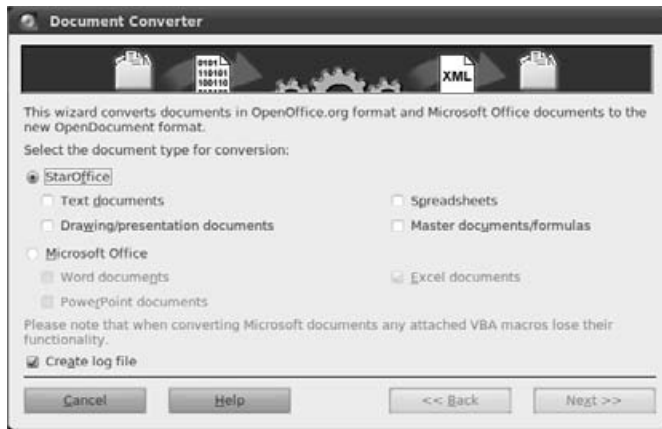 Document Converter
0101
110101
100110
XML
This wizard converts documents in OpenOffice.org format and Microsoft Office documents to the
new OpenDocument format.
Select the document type for conversion:
StarOffice
Text documents
Spreadsheets
Drawing/presentation documents
Master documents/formulas
Microsoft Office
Word documents
Excel documents
PowerPoint documents
Please note that when converting Microsoft documents any attached VBA macros lose their
functionality.
Create log file
Cancel
Help
<< Back
Next >>